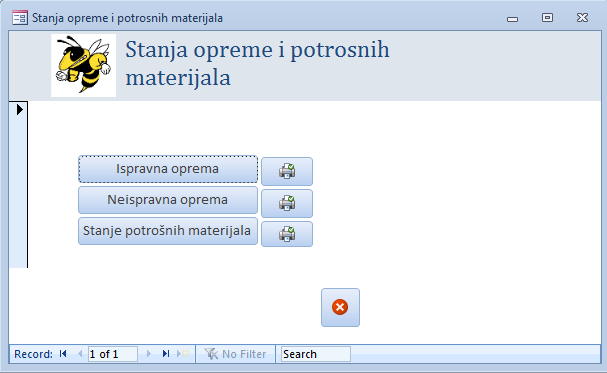 Stanja opreme i potrosnih materijala
Stanja opreme i potrosnih
materijala
Ispravna oprema
Neispravna oprema
Stanje potrošnih materijala
Record: 1 of 1 No Filter Search